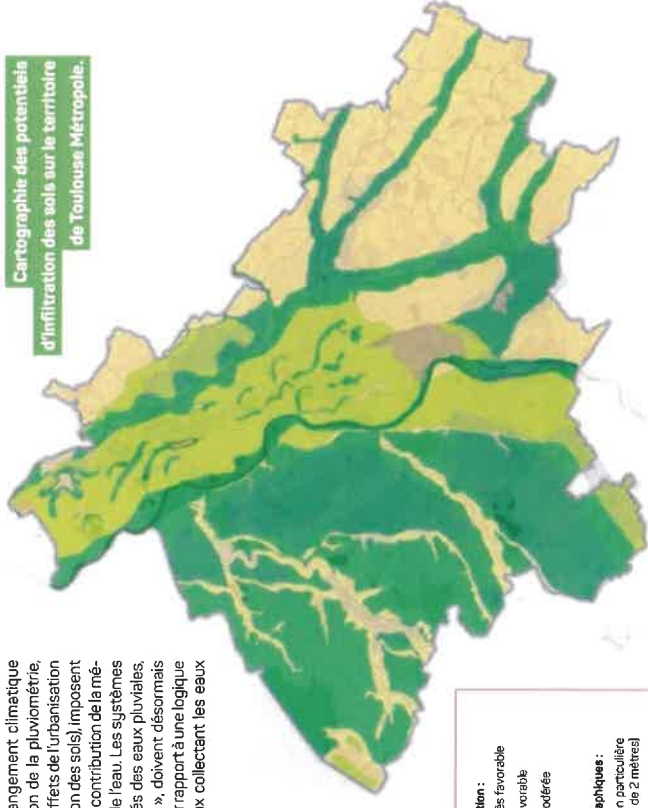 Cartographie des potentiels
d'infiltration des sols sur le territoire
de Toulouse Métropole.
angement climatique
on de la pluviométrie,
ffets de l'urbanisation
on des sols), imposent
contribution de la mé-
e l'eau. Les systèmes
és des eaux pluviales,
», doivent désormais
r rapport à une logique
ux collectant les eaux
tion :
ès favorable
vorable
odérée
aphiques :
particulière
de 2 mètres)